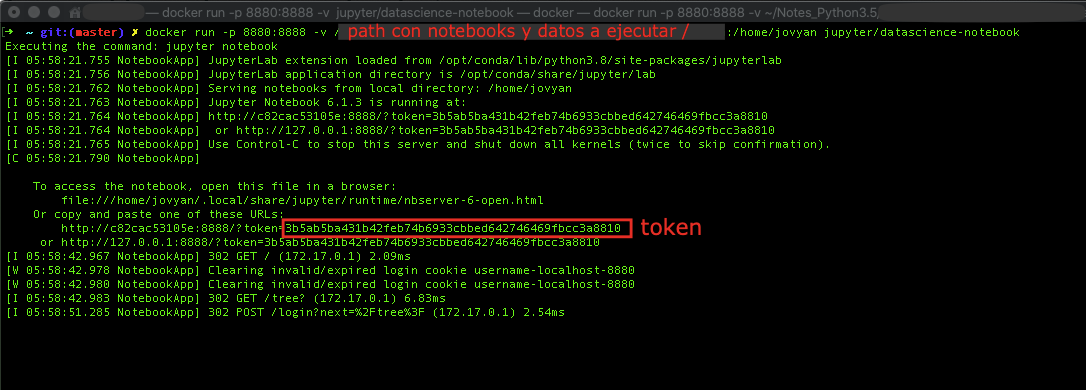 — docker run -p 8880:8888 -v jupyter/datascience-notebook — docker — docker run -p 8880:8888 -v ~/Notes_Python3.5
[➜ ~ git:(master) ✗ docker run -p 8880:8888 -v / path con notebooks y datos a ejecutar / :/home/jovyan jupyter/datascience-notebook
Executing the command: jupyter notebook
[I 05:58:21.755 NotebookApp] JupyterLab extension loaded from /opt/conda/lib/python3.8/site-packages/jupyterlab
[I 05:58:21.756 NotebookApp] JupyterLab application directory is /opt/conda/share/jupyter/lab
[I 05:58:21.762 NotebookApp] Serving notebooks from local directory: /home/jovyan
[I 05:58:21.763 NotebookApp] Jupyter Notebook 6.1.3 is running at:
[I 05:58:21.764 NotebookApp] http://c82cac53105e:8888/?token=3b5ab5ba431b42feb74b6933cbbed642746469fbcc3a8810
[I 05:58:21.764 NotebookApp]  or http://127.0.0.1:8888/?token=3b5ab5ba431b42feb74b6933cbbed642746469fbcc3a8810
[I 05:58:21.765 NotebookApp] Use Control-C to stop this server and shut down all kernels (twice to skip confirmation).
[C 05:58:21.790 NotebookApp]
To access the notebook, open this file in a browser:
file:///home/jovyan/.local/share/jupyter/runtime/nbserver-6-open.html
Or copy and paste one of these URLs:
http://c82cac53105e:8888/?token=3b5ab5ba431b42feb74b6933cbbed642746469fbcc3a8810 token
or http://127.0.0.1:8888/?token=3b5ab5ba431b42feb74b6933cbbed642746469fbcc3a8810
[I 05:58:42.967 NotebookApp] 302 GET / (172.17.0.1) 2.09ms
[W 05:58:42.978 NotebookApp] Clearing invalid/expired login cookie username-localhost-8880
[W 05:58:42.980 NotebookApp] Clearing invalid/expired login cookie username-localhost-8880
[I 05:58:42.983 NotebookApp] 302 GET /tree? (172.17.0.1) 6.83ms
[I 05:58:51.285 NotebookApp] 302 POST /login?next=%2Ftree%3F (172.17.0.1) 2.54ms